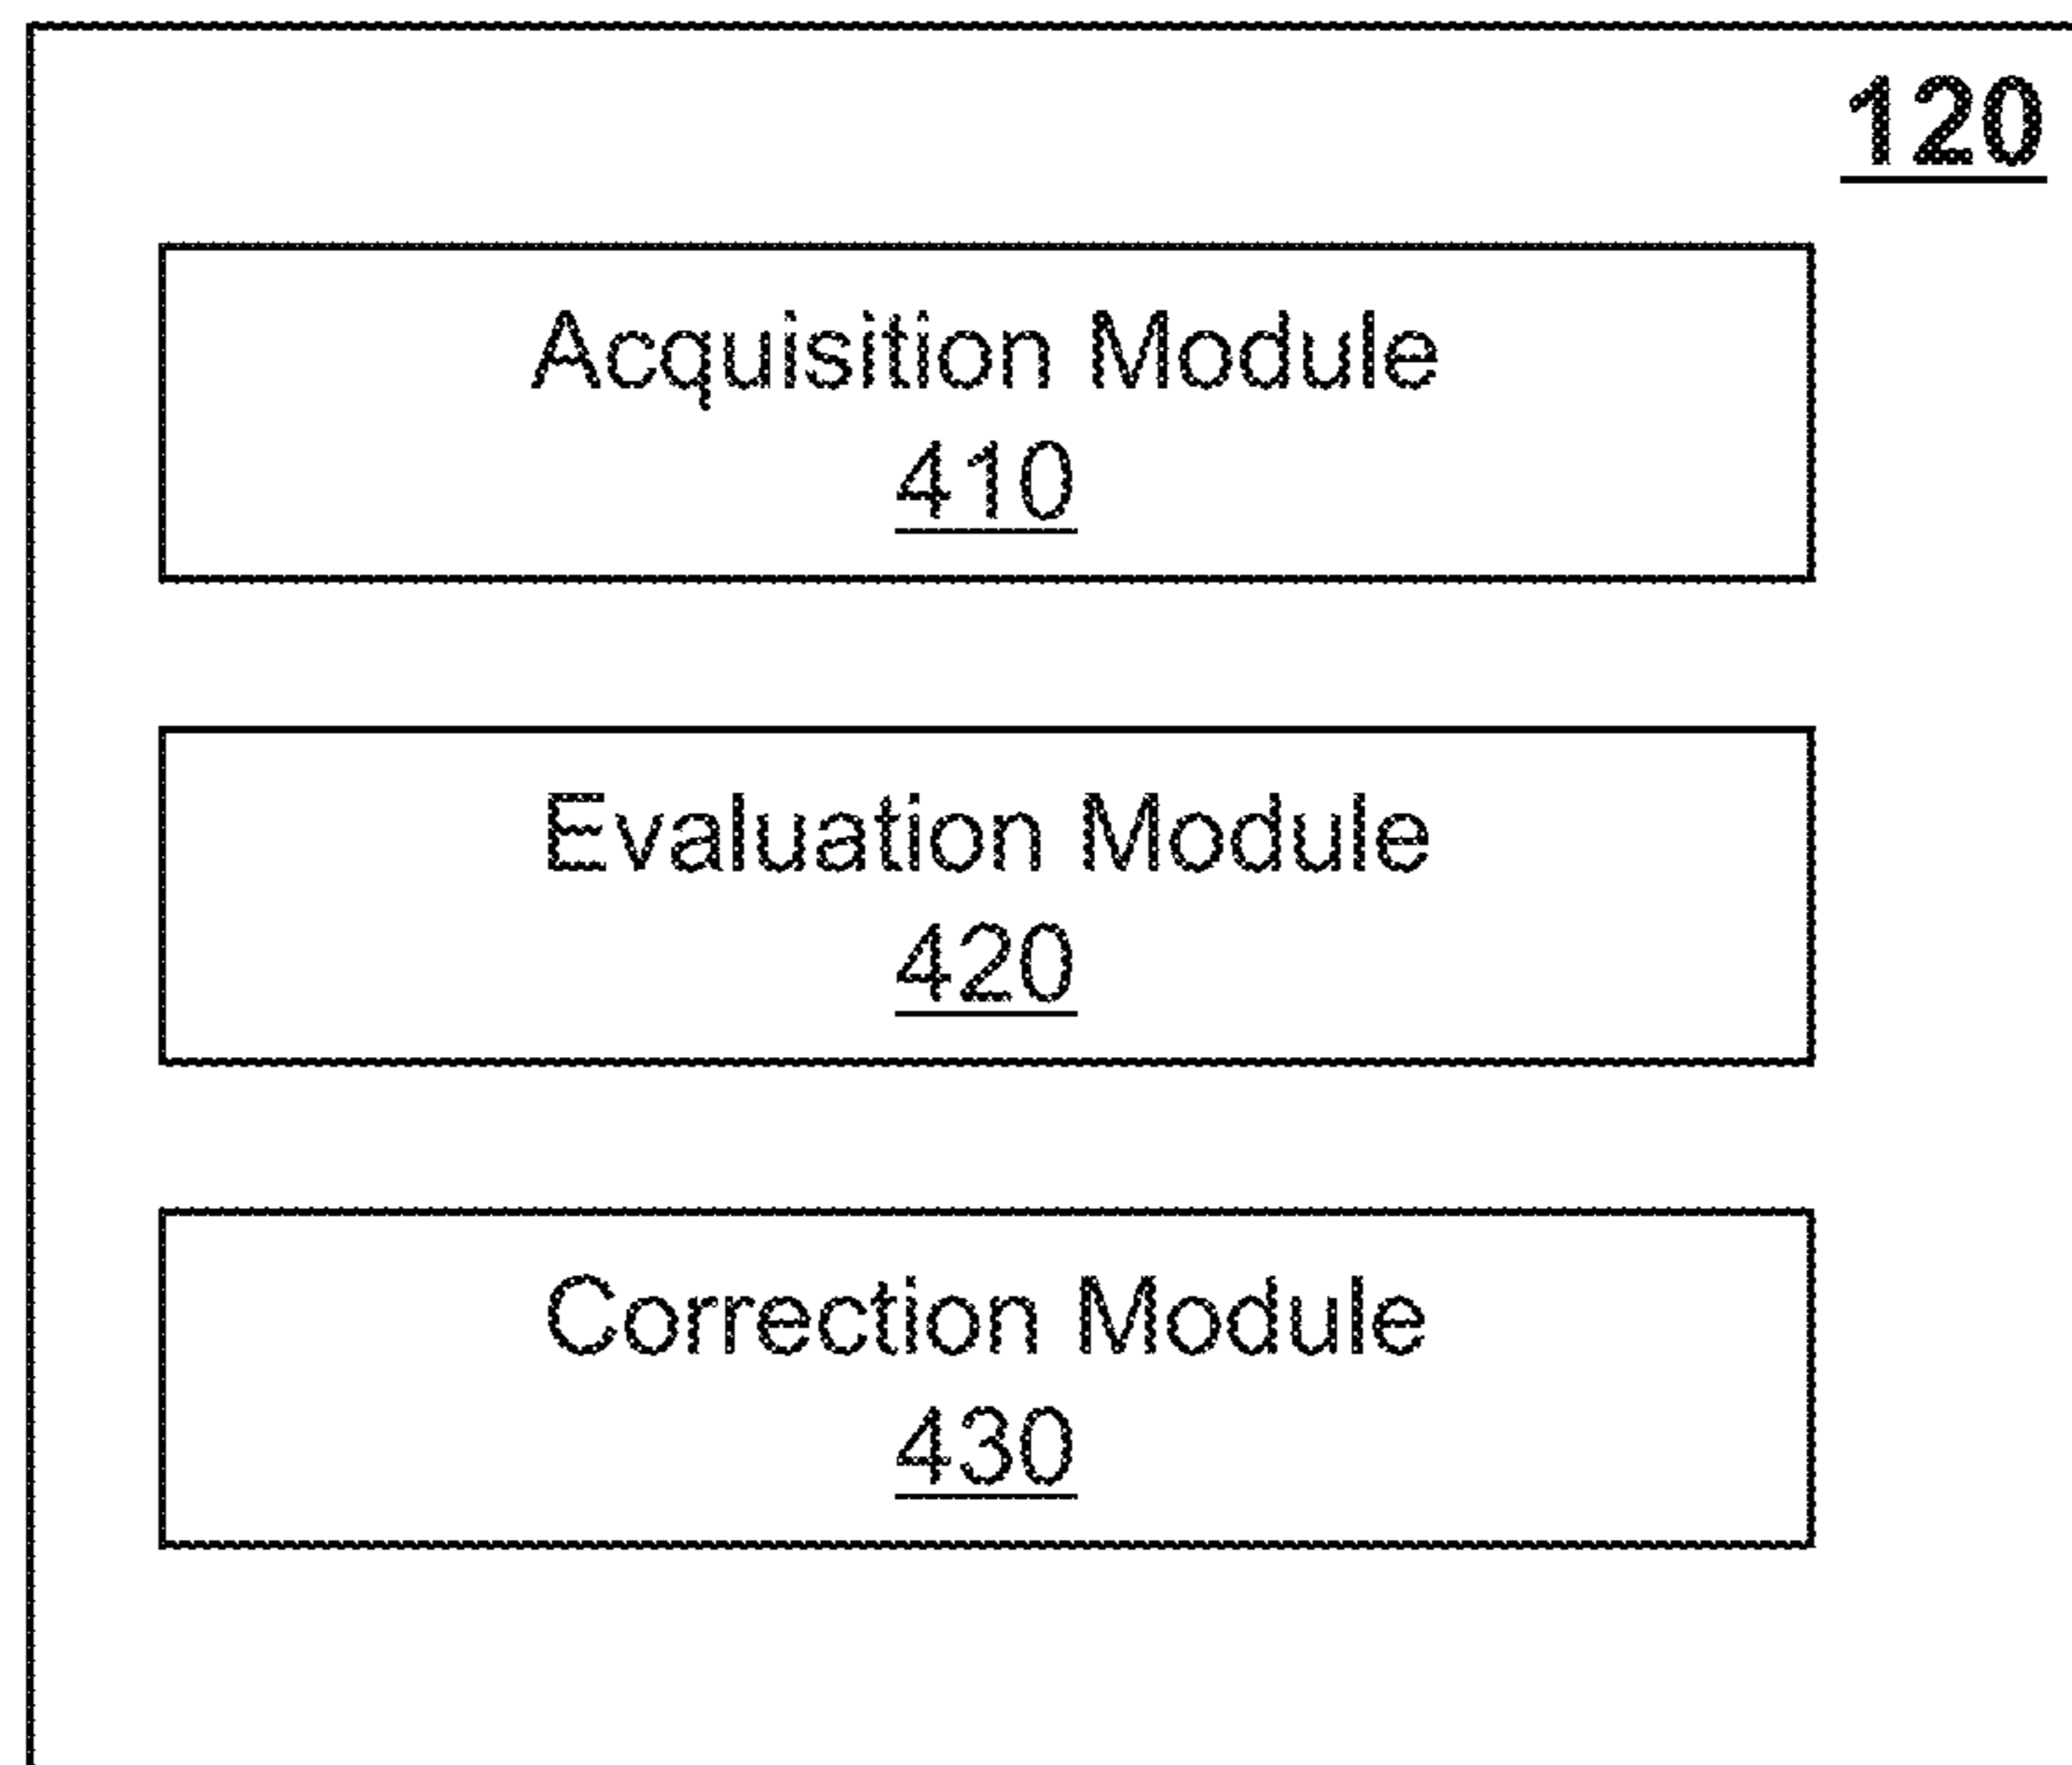 120
Acquisition Module
410
Evaluation Module
420
Correction Module
430